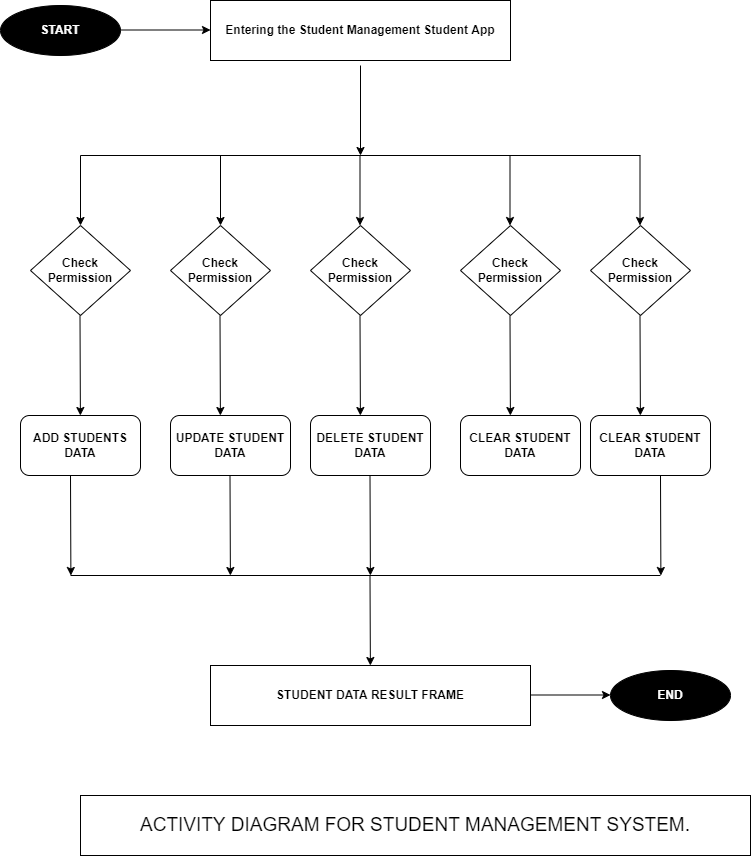 START
Entering the Student Management Student App
Check
Permission
Check
Permission
Check
Permission
Check
Permission
Check
Permission
ADD STUDENTS
DATA
UPDATE STUDENT
DATA
DELETE STUDENT
DATA
CLEAR STUDENT
DATA
CLEAR STUDENT
DATA
STUDENT DATA RESULT FRAME
END
ACTIVITY DIAGRAM FOR STUDENT MANAGEMENT SYSTEM.